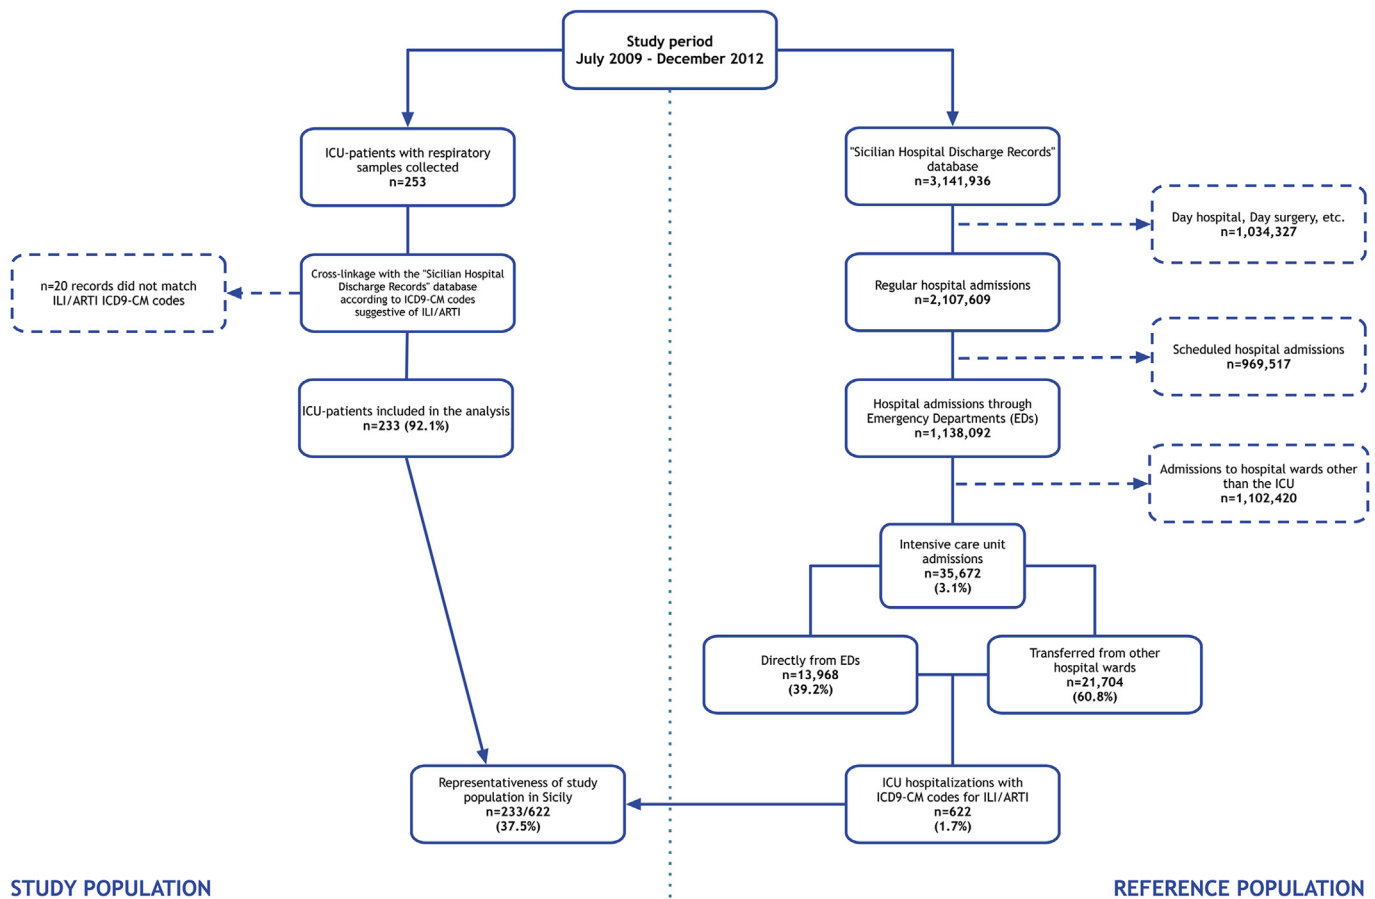 Study period
July 2009 - December 2012
ICU-patients with respiratory
samples collected
n=253
"Sicilian Hospital Discharge Records"
database
n=3,141,936
Day hospital, Day surgery, etc.
n=1,034,327
n=20 records did not match
ILI/ARTI ICD9-CM codes
Cross-linkage with the "Sicilian Hospital
Discharge Records" database
according to ICD9-CM codes
suggestive of ILI/ARTI
Regular hospital admissions
n=2,107,609
Scheduled hospital admissions
n=969,517
ICU-patients included in the analysis
n=233 (92.1%)
Hospital admissions through
Emergency Departments (EDs)
n=1,138,092
Admissions to hospital wards other
than the ICU
n=1,102,420
Intensive care unit
admissions
n=35,672
(3.1%)
Directly from EDs
n=13,968
(39.2%)
Transferred from other
hospital wards
n=21,704
(60.8%)
Representativeness of study
population in Sicily
n=233/622
(37.5%)
ICU hospitalizations with
ICD9-CM codes for ILI/ARTI
n=622
(1.7%)
STUDY POPULATION
REFERENCE POPULATION